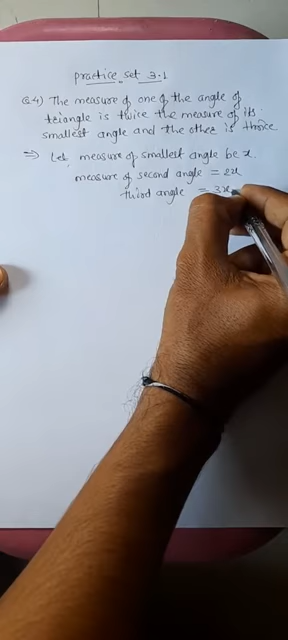 practice set 3.1
Q.4) The measure of one of the angle of
triangle is twice the measure of its
smallest angle and the other is thrice
⇒ Let measure of smallest angle be x.
measure of second angle = 2x
third angle = 3x